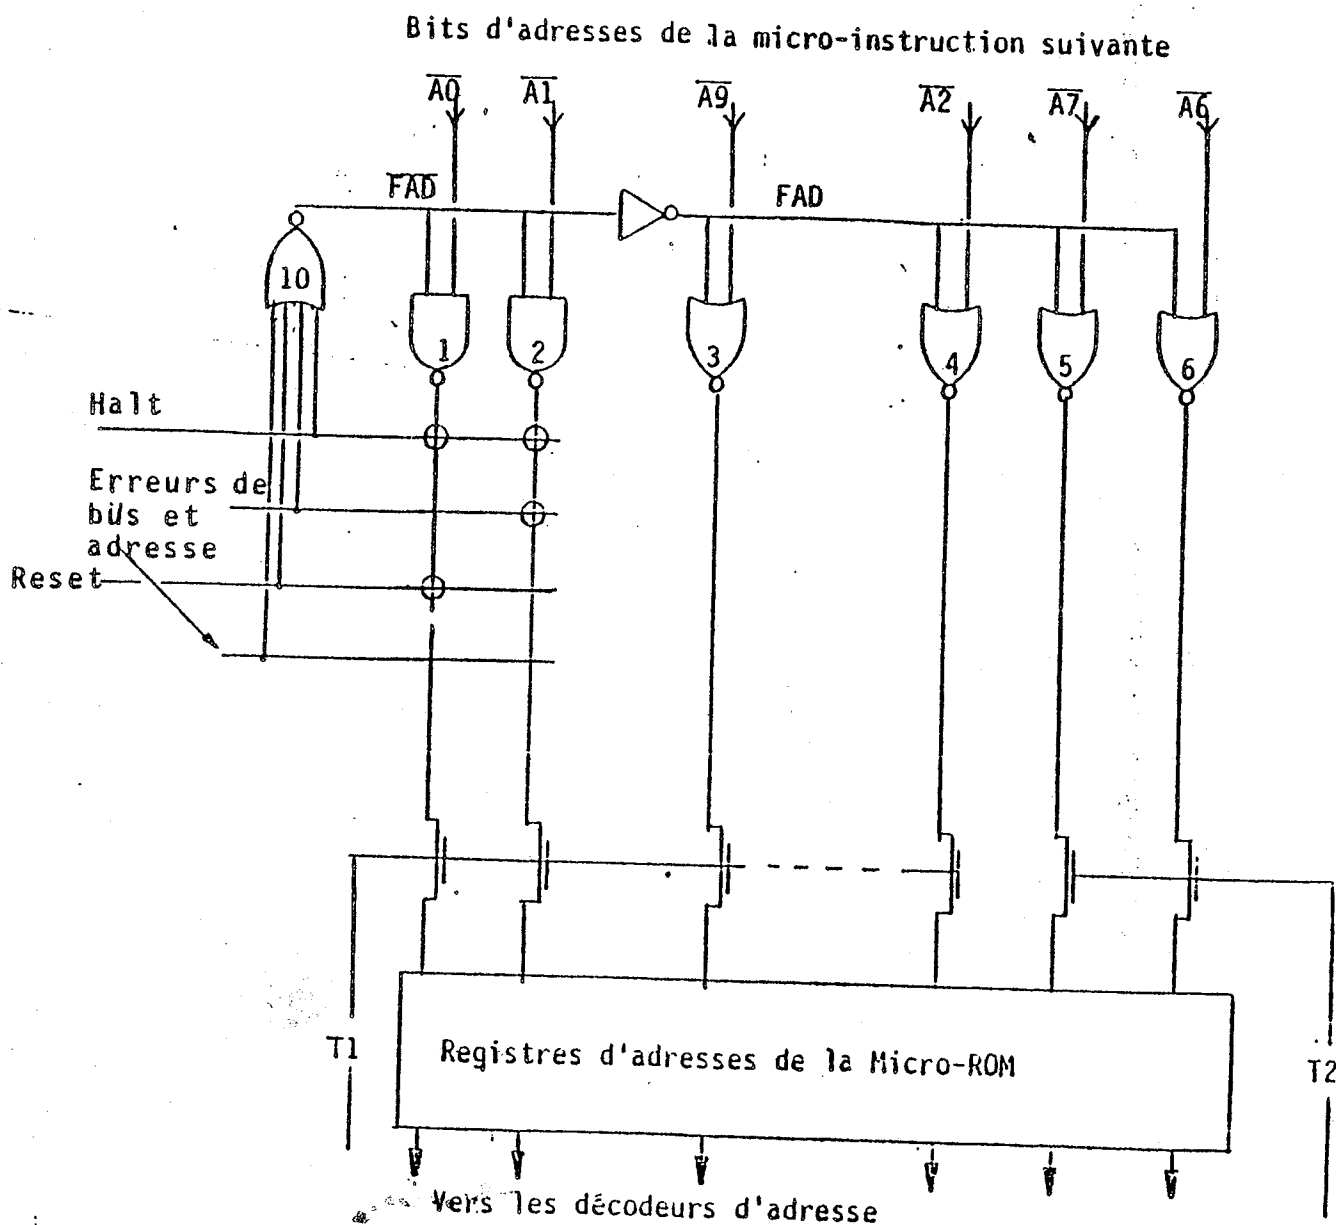 Bits d'adresses de la micro-instruction suivante
A0 A1 A9 A2 A7 A6
FAD FAD
10
1 2 3 4 5 6
Halt
Erreurs de
bus et
adresse
Reset
T1
Registres d'adresses de la Micro-ROM
T2
Vers les décodeurs d'adresse